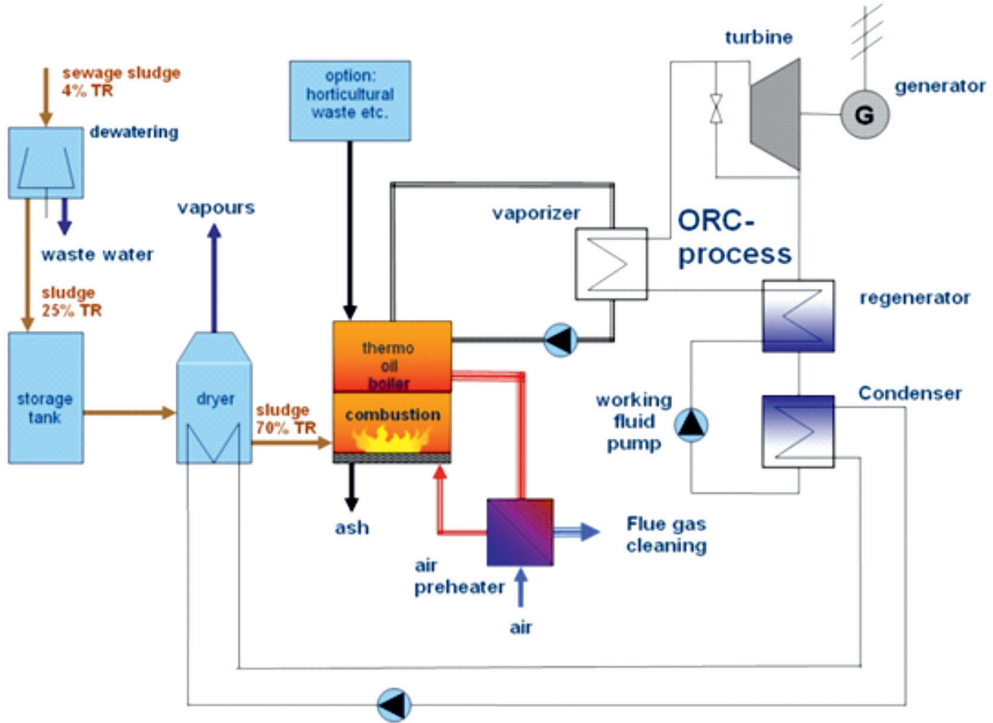 sewage sludge
4% TR
dewatering
waste water
sludge
25% TR
storage
tank
vapours
dryer
sludge
70% TR
option:
horticultural
waste etc.
thermo
oil
boiler
combustion
ash
air
preheater
air
Flue gas
cleaning
vaporizer
ORC-
process
turbine
generator
G
regenerator
Condenser
working
fluid
pump